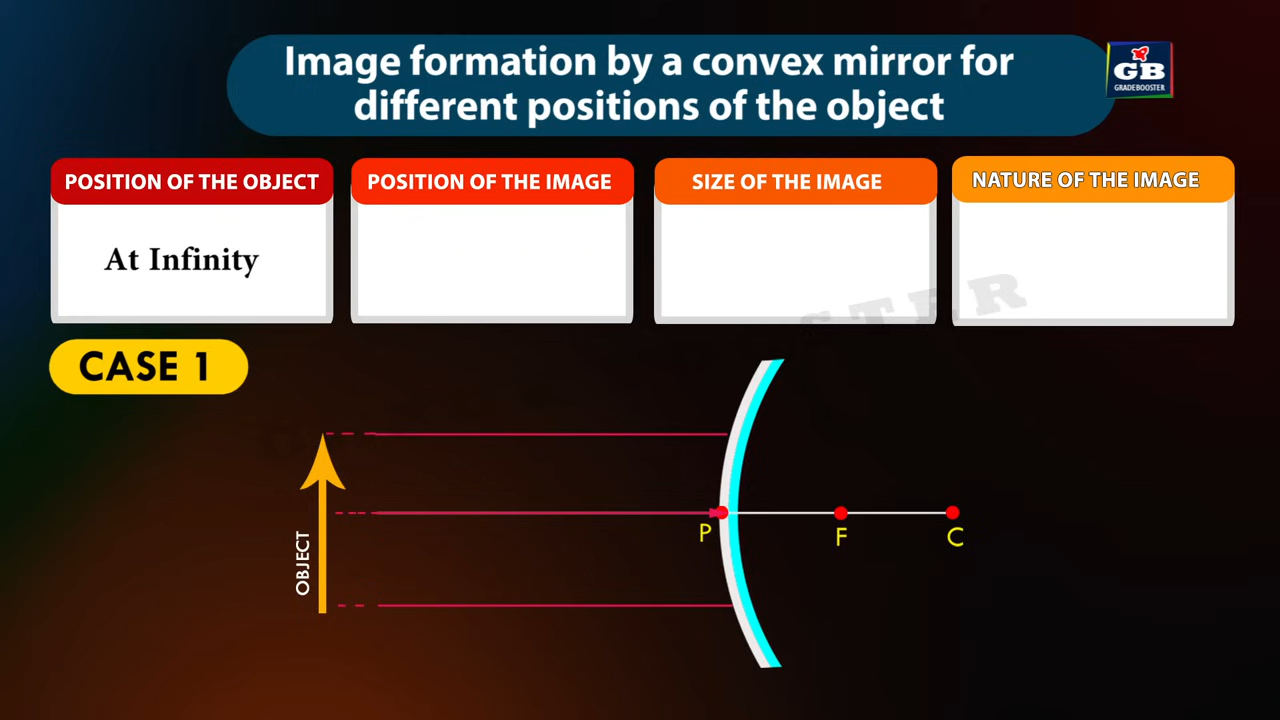 Image formation by a convex mirror for
different positions of the object
GB
GRADEBOOSTER
POSITION OF THE OBJECT
POSITION OF THE IMAGE
SIZE OF THE IMAGE
NATURE OF THE IMAGE
At Infinity
STER
CASE 1
OBJECT
P
F
C